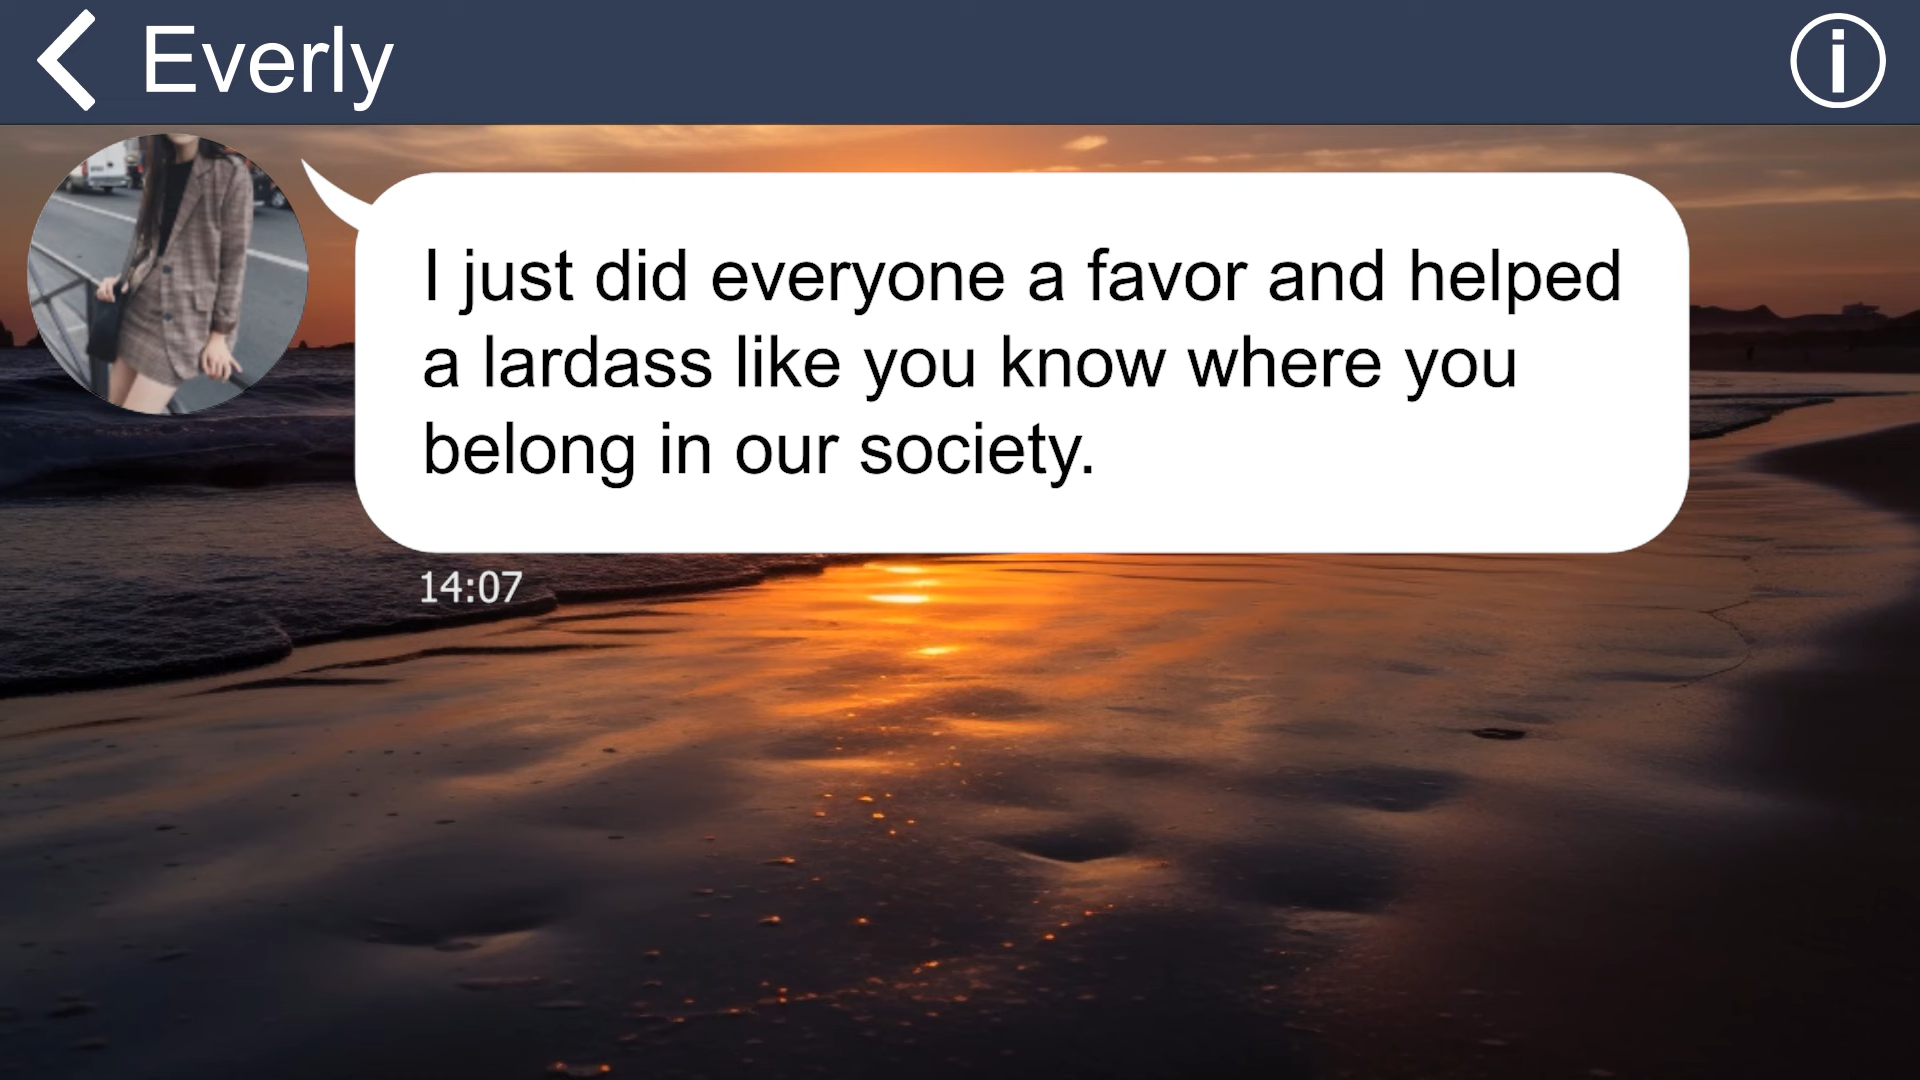 Everly
I just did everyone a favor and helped
a lardass like you know where you
belong in our society.
14:07